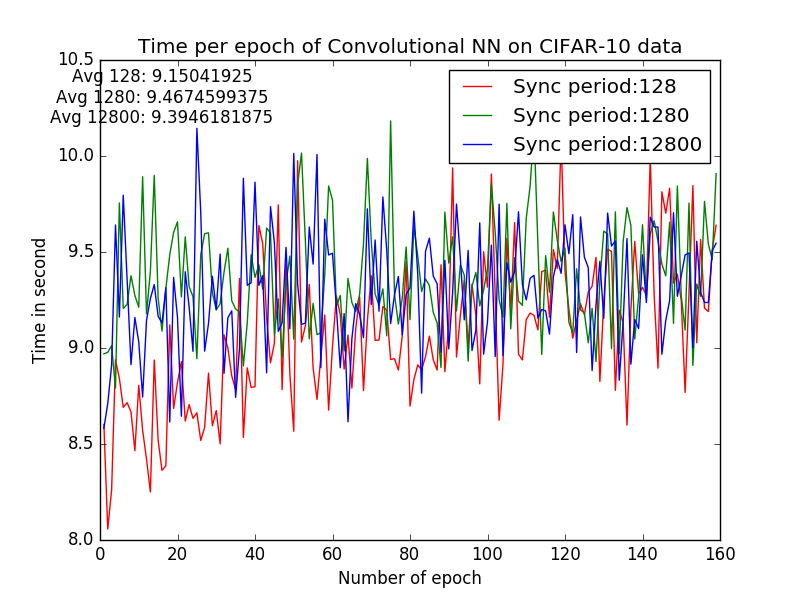 Time per epoch of Convolutional NN on CIFAR-10 data
10.5
Avg 128: 9.15041925
Avg 1280: 9.4674599375
Avg 12800: 9.3946181875
Sync period:128
Sync period:1280
Sync period:12800
10.0
9.5
9.0
8.5
8.0
Time in second
0 20 40 60 80 100 120 140 160
Number of epoch